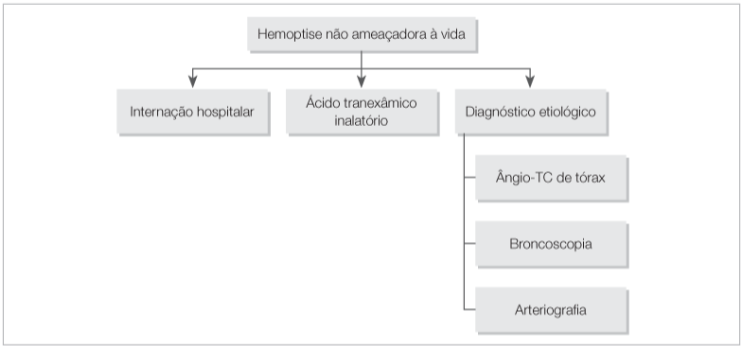 Hemoptise não ameaçadora à vida
Internação hospitalar
Ácido tranexâmico
inalatório
Diagnóstico etiológico
Ângio-TC de tórax
Broncoscopia
Arteriografia